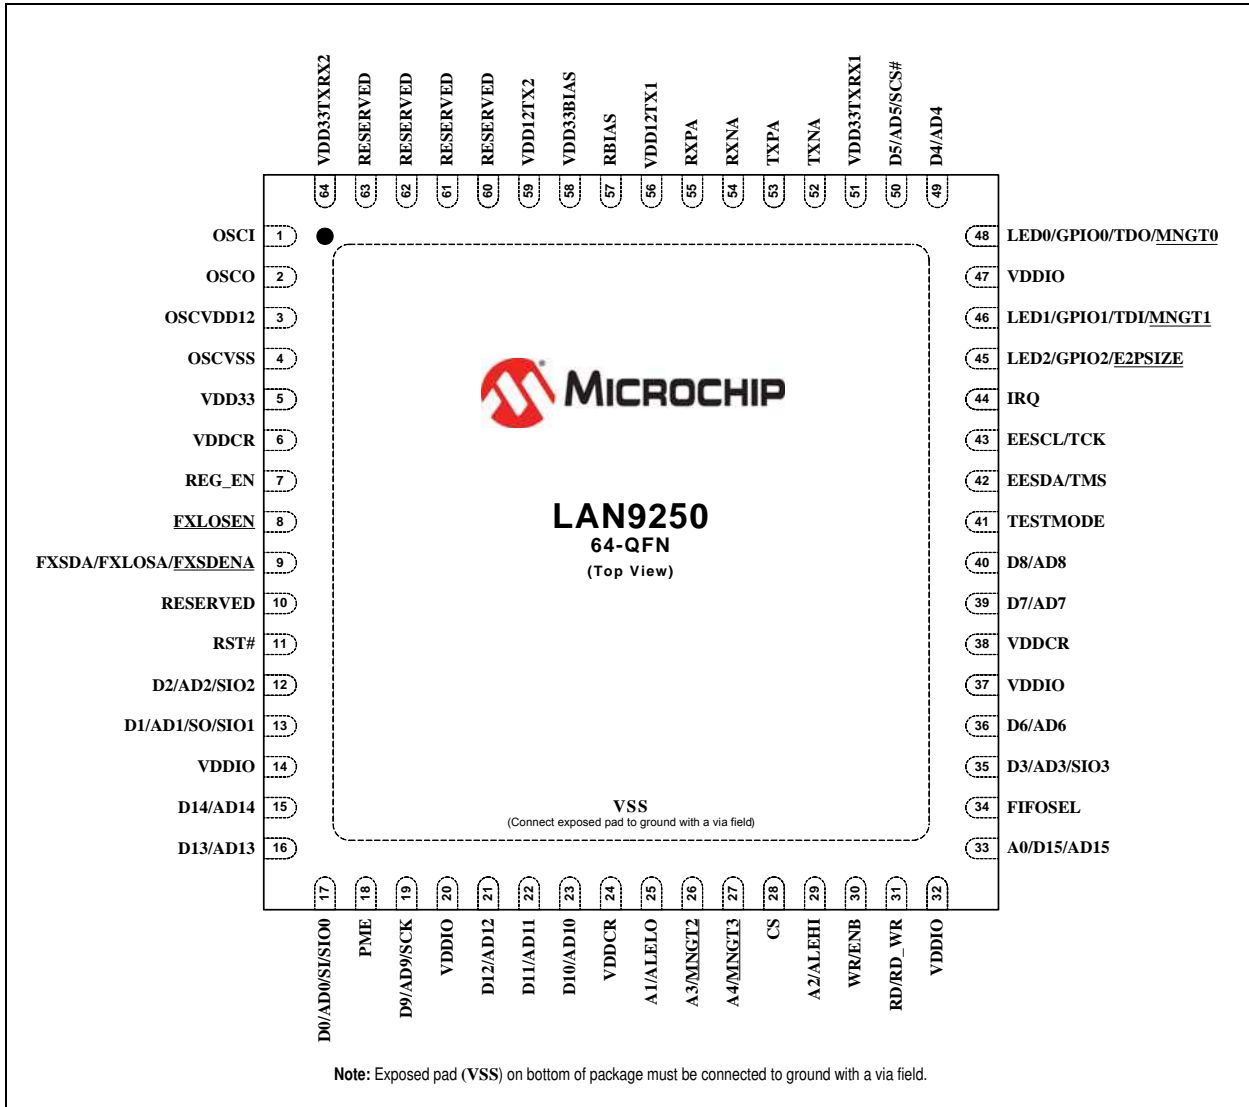 VDD33TXRX2
RESERVED
RESERVED
RESERVED
RESERVED
VDD12TX2
VDD33BIAS
RBIAS
VDD12TX1
RXPA
RXNA
TXPA
TXNA
VDD33TXRX1
D5/AD5/SCS#
D4/AD4
64
63
62
61
60
59
58
57
56
55
54
53
52
51
50
49
OSCI 1
OSCO 2
OSCVDD12 3
OSCVSS 4
VDD33 5
VDDCR 6
REG_EN 7
FXLOSEN 8
FXSDA/FXLOSA/FXSDENA 9
RESERVED 10
RST# 11
D2/AD2/SIO2 12
D1/AD1/SO/SIO1 13
VDDIO 14
D14/AD14 15
D13/AD13 16
MICROCHIP
LAN9250
64-QFN
(Top View)
VSS
(Connect exposed pad to ground with a via field)
48 LED0/GPIO0/TDO/MNGT0
47 VDDIO
46 LED1/GPIO1/TDI/MNGT1
45 LED2/GPIO2/E2PSIZE
44 IRQ
43 EESCL/TCK
42 EESDA/TMS
41 TESTMODE
40 D8/AD8
39 D7/AD7
38 VDDCR
37 VDDIO
36 D6/AD6
35 D3/AD3/SIO3
34 FIFOSEL
33 A0/D15/AD15
17
18
19
20
21
22
23
24
25
26
27
28
29
30
31
32
D0/AD0/SI/SIO0
PME
D9/AD9/SCK
VDDIO
D12/AD12
D11/AD11
D10/AD10
VDDCR
A1/ALELO
A3/MNGT2
A4/MNGT3
CS
A2/ALEHI
WR/ENB
RD/RD_WR
VDDIO
Note: Exposed pad (VSS) on bottom of package must be connected to ground with a via field.